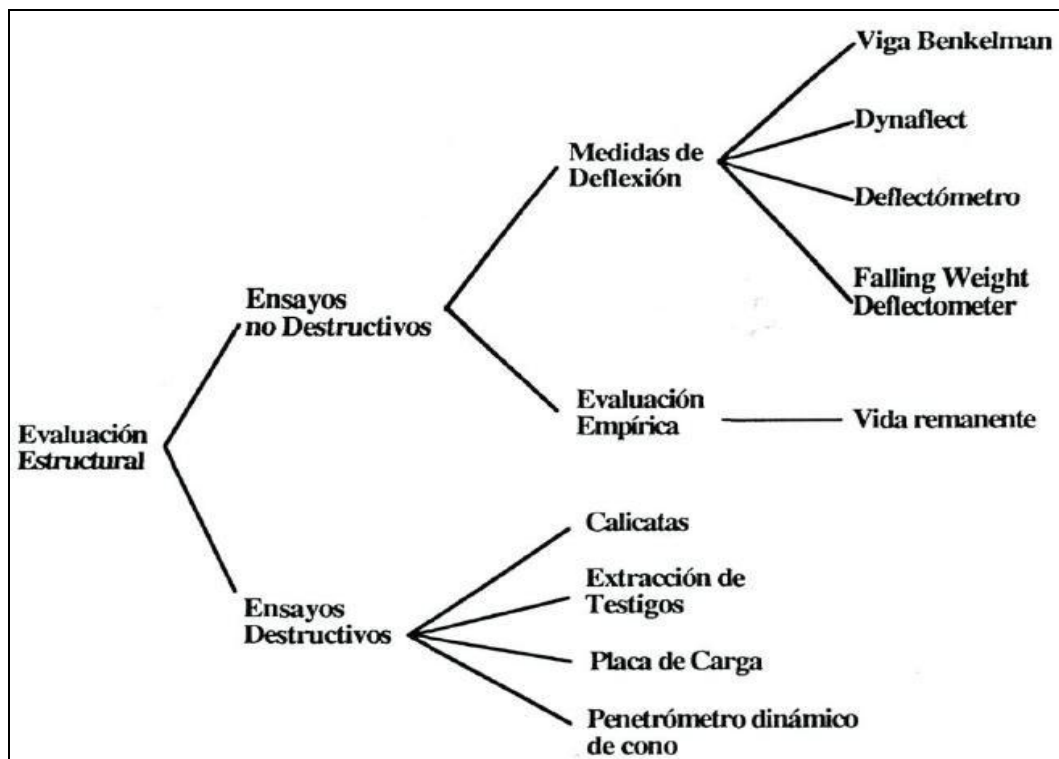 Viga Benkelman
Dynaflect
Medidas de
Deflexión
Deflectómetro
Falling Weight
Deflectometer
Ensayos
no Destructivos
Evaluación
Empírica
Vida remanente
Evaluación
Estructural
Calicatas
Extracción de
Testigos
Ensayos
Destructivos
Placa de Carga
Penetrómetro dinámico
de cono